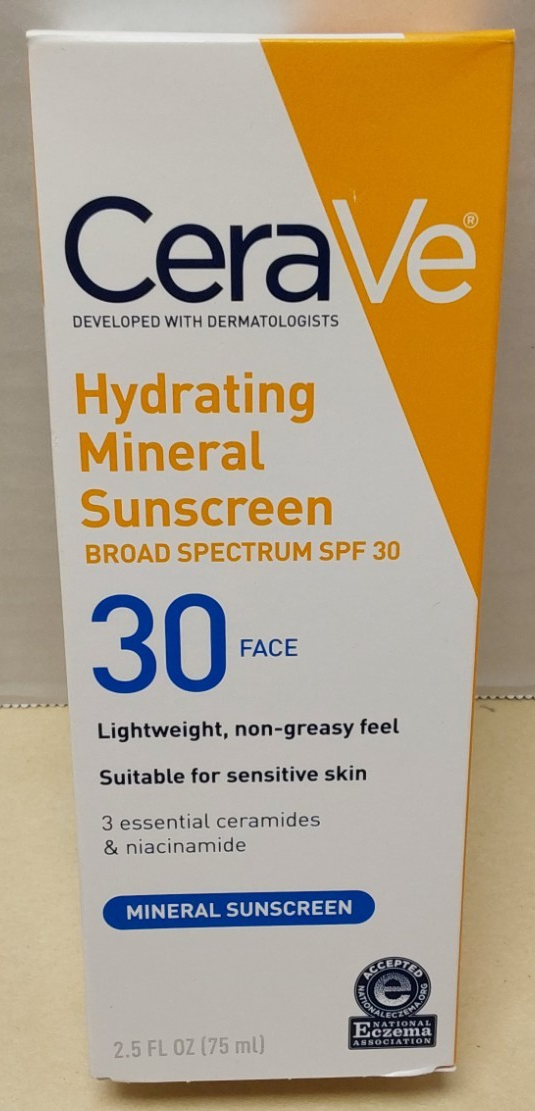 CeraVe®
DEVELOPED WITH DERMATOLOGISTS
Hydrating
Mineral
Sunscreen
BROAD SPECTRUM SPF 30
30 FACE
Lightweight, non-greasy feel
Suitable for sensitive skin
3 essential ceramides
& niacinamide
MINERAL SUNSCREEN
ACCEPTED
e
NATIONALECZEMA.ORG
NATIONAL
Eczema
ASSOCIATION
2.5 FL OZ (75 ml)